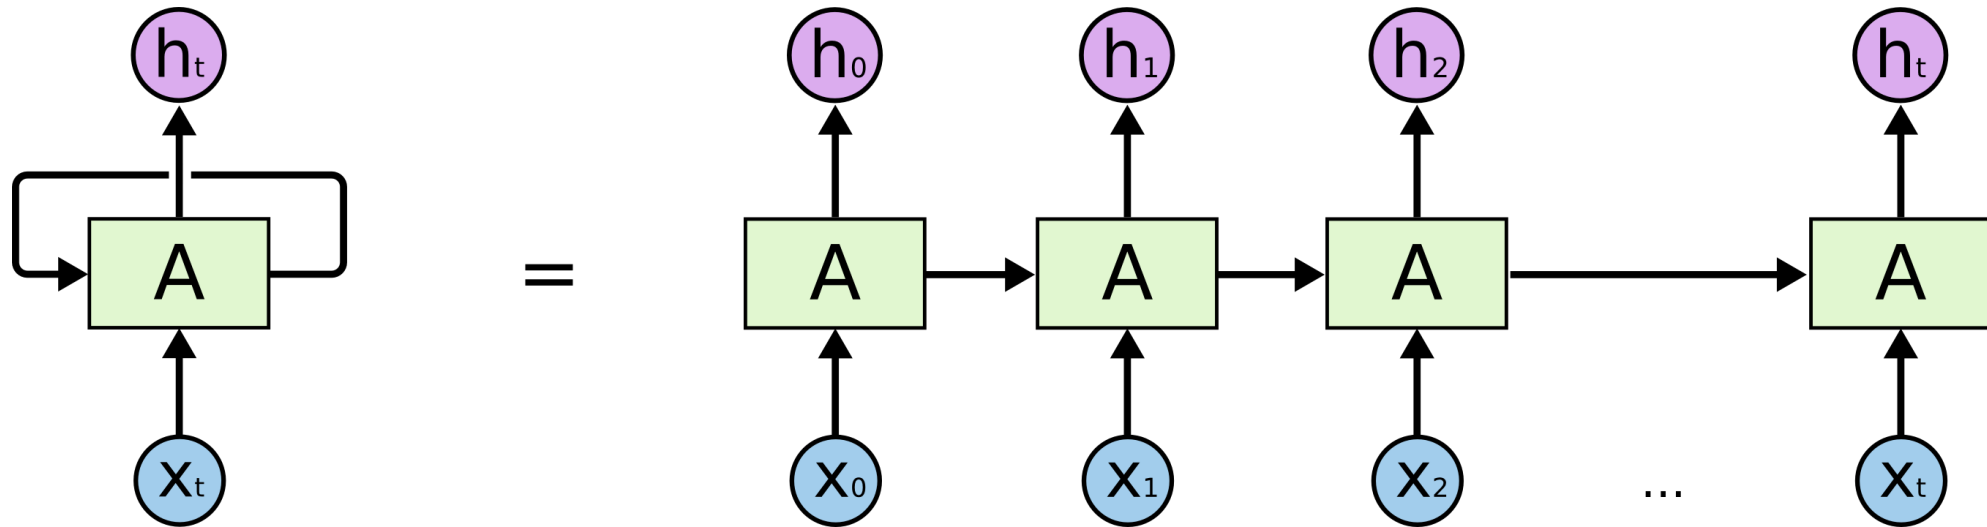 ht h0 h1 h2 ht
A = A A A A
xt x0 x1 x2 ... xt